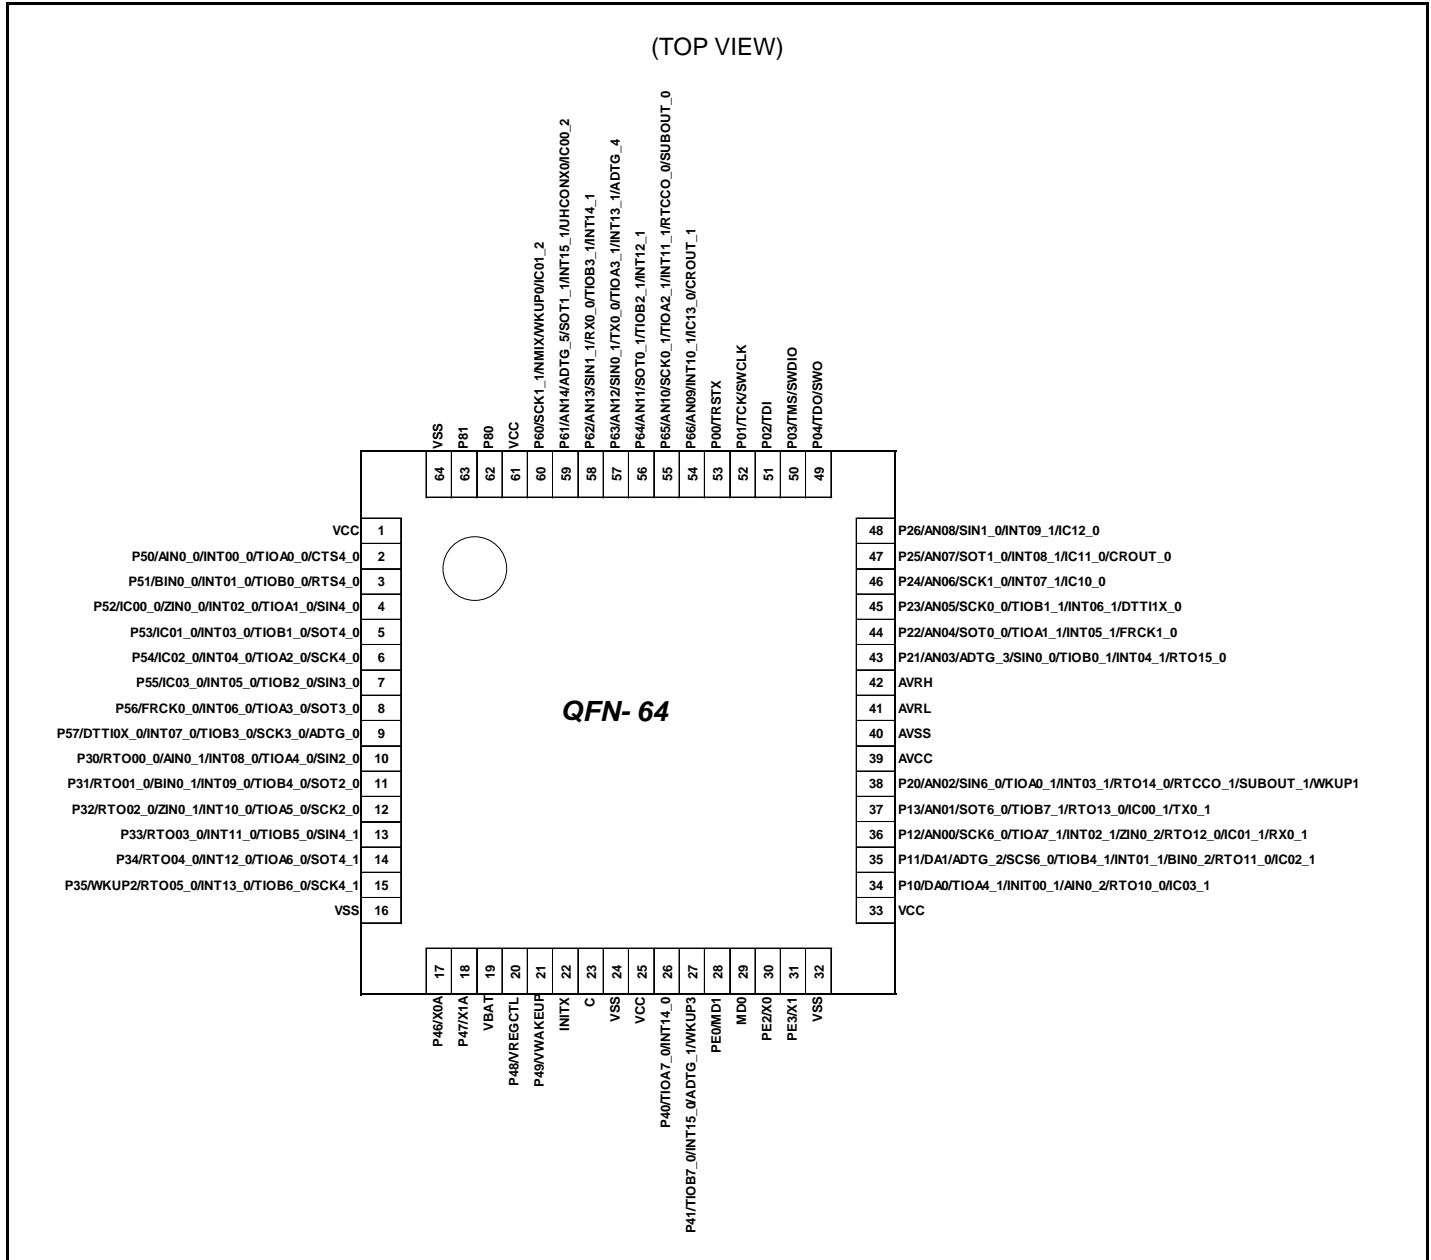 (TOP VIEW)
VSS
P81
P80
VCC
P60/SCK1_1/NMIX/WKUP0/IC01_2
P61/AN14/ADTG_5/SOT1_1/INT15_1/UHCONX0/IC00_2
P62/AN13/SIN1_1/RX0_0/TIOB3_1/INT14_1
P63/AN12/SIN0_1/TX0_0/TIOA3_1/INT13_1/ADTG_4
P64/AN11/SOT0_1/TIOB2_1/INT12_1
P65/AN10/SCK0_1/TIOA2_1/INT11_1/RTCCO_0/SUBOUT_0
P66/AN09/INT10_1/IC13_0/CROUT_1
P00/TRSTX
P01/TCK/SWCLK
P02/TDI
P03/TMS/SWDIO
P04/TDO/SWO
64 63 62 61 60 59 58 57 56 55 54 53 52 51 50 49
VCC 1
P50/AIN0_0/INT00_0/TIOA0_0/CTS4_0 2
P51/BIN0_0/INT01_0/TIOB0_0/RTS4_0 3
P52/IC00_0/ZIN0_0/INT02_0/TIOA1_0/SIN4_0 4
P53/IC01_0/INT03_0/TIOB1_0/SOT4_0 5
P54/IC02_0/INT04_0/TIOA2_0/SCK4_0 6
P55/IC03_0/INT05_0/TIOB2_0/SIN3_0 7
P56/FRCK0_0/INT06_0/TIOA3_0/SOT3_0 8
P57/DTTI0X_0/INT07_0/TIOB3_0/SCK3_0/ADTG_0 9
P30/RTO00_0/AIN0_1/INT08_0/TIOA4_0/SIN2_0 10
P31/RTO01_0/BIN0_1/INT09_0/TIOB4_0/SOT2_0 11
P32/RTO02_0/ZIN0_1/INT10_0/TIOA5_0/SCK2_0 12
P33/RTO03_0/INT11_0/TIOB5_0/SIN4_1 13
P34/RTO04_0/INT12_0/TIOA6_0/SOT4_1 14
P35/WKUP2/RTO05_0/INT13_0/TIOB6_0/SCK4_1 15
VSS 16
QFN- 64
48 P26/AN08/SIN1_0/INT09_1/IC12_0
47 P25/AN07/SOT1_0/INT08_1/IC11_0/CROUT_0
46 P24/AN06/SCK1_0/INT07_1/IC10_0
45 P23/AN05/SCK0_0/TIOB1_1/INT06_1/DTTI1X_0
44 P22/AN04/SOT0_0/TIOA1_1/INT05_1/FRCK1_0
43 P21/AN03/ADTG_3/SIN0_0/TIOB0_1/INT04_1/RTO15_0
42 AVRH
41 AVRL
40 AVSS
39 AVCC
38 P20/AN02/SIN6_0/TIOA0_1/INT03_1/RTO14_0/RTCCO_1/SUBOUT_1/WKUP1
37 P13/AN01/SOT6_0/TIOB7_1/RTO13_0/IC00_1/TX0_1
36 P12/AN00/SCK6_0/TIOA7_1/INT02_1/ZIN0_2/RTO12_0/IC01_1/RX0_1
35 P11/DA1/ADTG_2/SCS6_0/TIOB4_1/INT01_1/BIN0_2/RTO11_0/IC02_1
34 P10/DA0/TIOA4_1/INIT00_1/AIN0_2/RTO10_0/IC03_1
33 VCC
17 18 19 20 21 22 23 24 25 26 27 28 29 30 31 32
P46/X0A
P47/X1A
VBAT
P48/VREGCTL
P49/VWAKEUP
INITX
C
VSS
VCC
P40/TIOA7_0/INT14_0
P41/TIOB7_0/INT15_0/ADTG_1/WKUP3
PE0/MD1
MD0
PE2/X0
PE3/X1
VSS